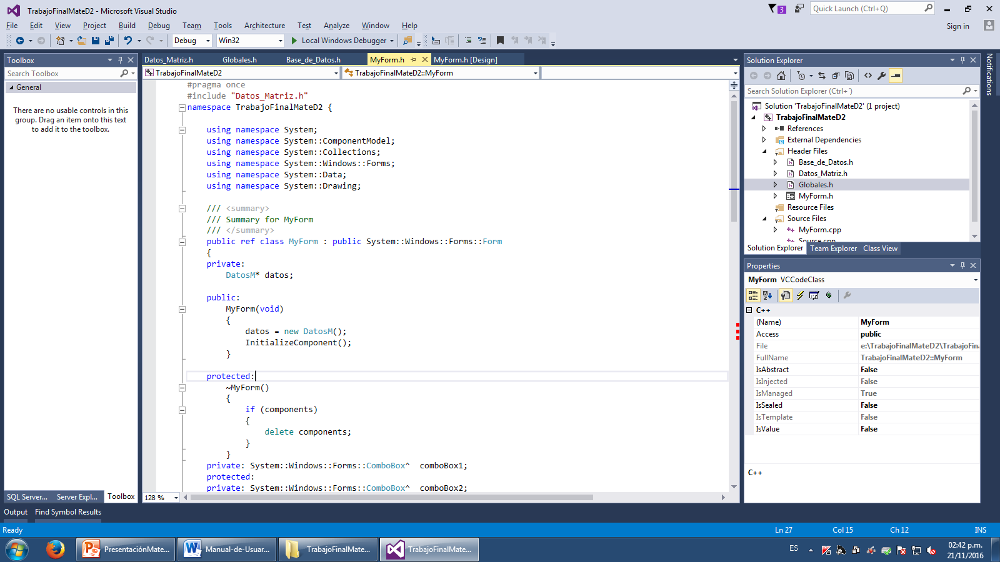 TrabajoFinalMateD2 - Microsoft Visual Studio
3
Quick Launch (Ctrl+Q)
File Edit View Project Build Debug Team Tools Architecture Test Analyze Window Help
Sign in
Debug Win32 Local Windows Debugger
Toolbox
Search Toolbox
General
There are no usable controls in this
group. Drag an item onto this text
to add it to the toolbox.
SQL Server... Server Expl... Toolbox
Datos_Matriz.h Globales.h Base_de_Datos.h MyForm.h MyForm.h [Design]
TrabajoFinalMateD2 TrabajoFinalMateD2::MyForm
#pragma once
#include "Datos_Matriz.h"
namespace TrabajoFinalMateD2 {
using namespace System;
using namespace System::ComponentModel;
using namespace System::Collections;
using namespace System::Windows::Forms;
using namespace System::Data;
using namespace System::Drawing;
/// <summary>
/// Summary for MyForm
/// </summary>
public ref class MyForm : public System::Windows::Forms::Form
{
private:
DatosM* datos;
public:
MyForm(void)
{
datos = new DatosM();
InitializeComponent();
}
protected:
~MyForm()
{
if (components)
{
delete components;
}
}
private: System::Windows::Forms::ComboBox^  comboBox1;
protected:
private: System::Windows::Forms::ComboBox^  comboBox2;
128 %
Solution Explorer
Search Solution Explorer (Ctrl+´)
Solution 'TrabajoFinalMateD2' (1 project)
TrabajoFinalMateD2
References
External Dependencies
Header Files
Base_de_Datos.h
Datos_Matriz.h
Globales.h
MyForm.h
Resource Files
Source Files
MyForm.cpp
Source.cpp
Solution Explorer Team Explorer Class View
Notifications
Properties
MyForm VCCodeClass
C++
(Name) MyForm
Access public
File e:\TrabajoFinalMateD2\TrabajoFina
FullName TrabajoFinalMateD2::MyForm
IsAbstract False
IsInjected False
IsManaged True
IsSealed False
IsTemplate False
IsValue False
C++
Output Find Symbol Results
Ready Ln 27 Col 15 Ch 12 INS
PresentaciónMate... Manual-de-Usuar... TrabajoFinalMate... TrabajoFinalMate...
ES
02:42 p.m.
21/11/2016